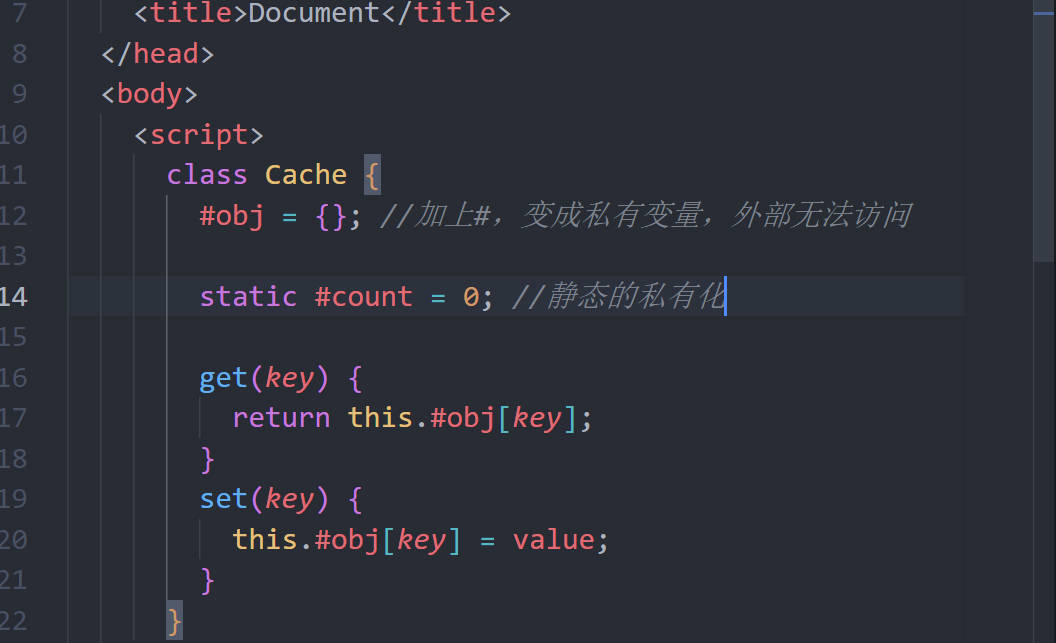 7 <title>Document</title>
8 </head>
9 <body>
10 <script>
11 class Cache {
12 #obj = {}; //加上#，变成私有变量，外部无法访问
13
14 static #count = 0; //静态的私有化
15
16 get(key) {
17 return this.#obj[key];
18 }
19 set(key) {
20 this.#obj[key] = value;
21 }
22 }